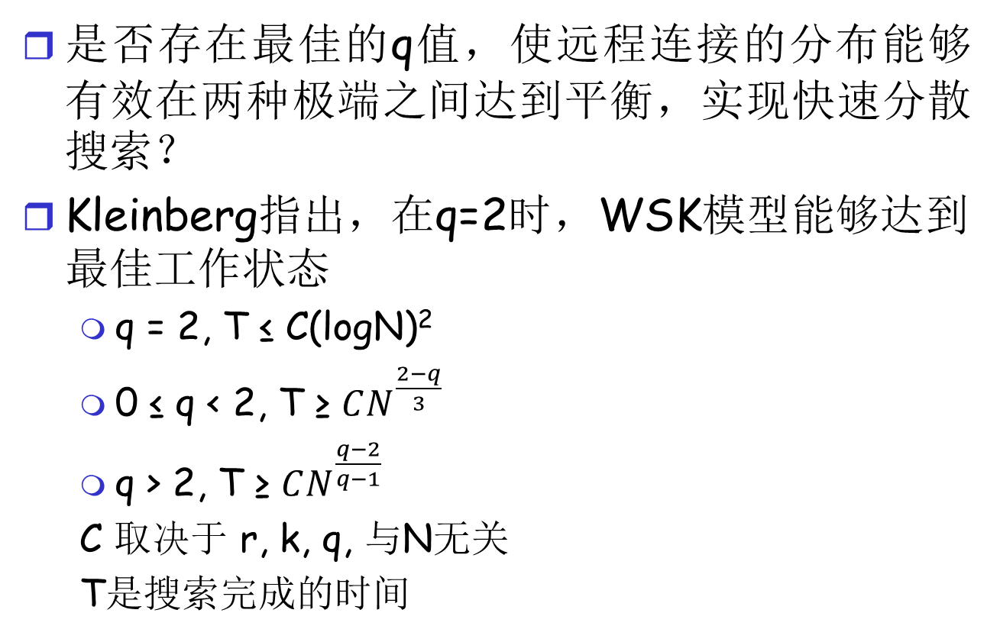 是否存在最佳的q值，使远程连接的分布能够
有效在两种极端之间达到平衡，实现快速分散
搜索？
Kleinberg指出，在q=2时，WSK模型能够达到
最佳工作状态
q = 2, T ≤ C(logN)²
0 ≤ q < 2, T ≥ CN^((2−q)/3)
q > 2, T ≥ CN^((q−2)/(q−1))
C 取决于 r, k, q, 与N无关
T是搜索完成的时间